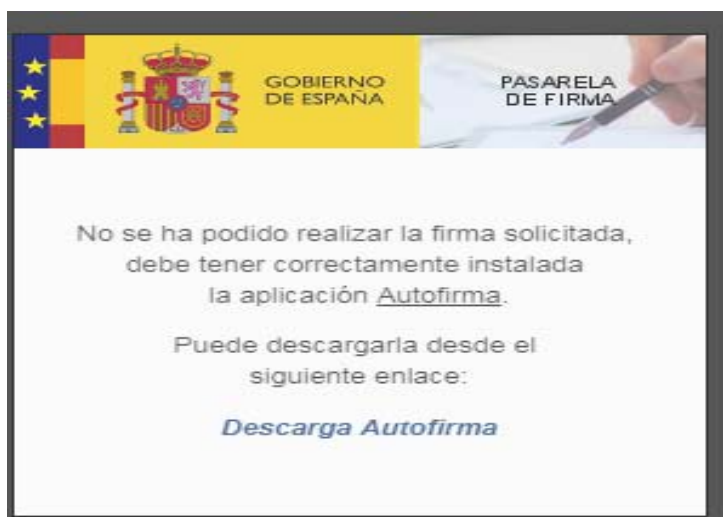 GOBIERNO
DE ESPAÑA
PASARELA
DE FIRMA
No se ha podido realizar la firma solicitada,
debe tener correctamente instalada
la aplicación Autofirma.
Puede descargarla desde el
siguiente enlace:
Descarga Autofirma